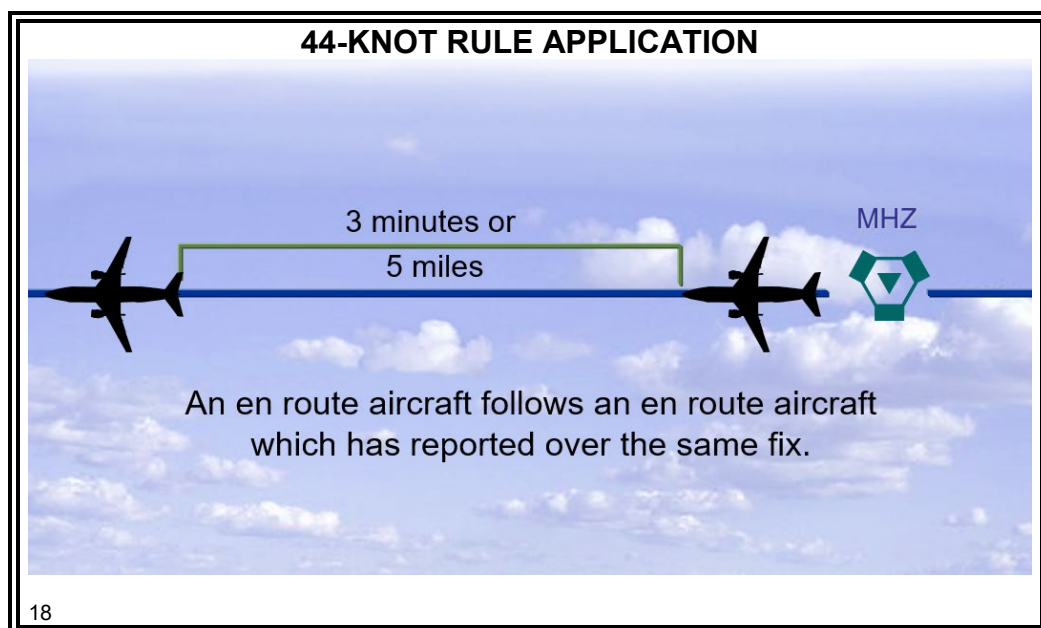 44-KNOT RULE APPLICATION
3 minutes or
5 miles
MHZ
An en route aircraft follows an en route aircraft
which has reported over the same fix.
18